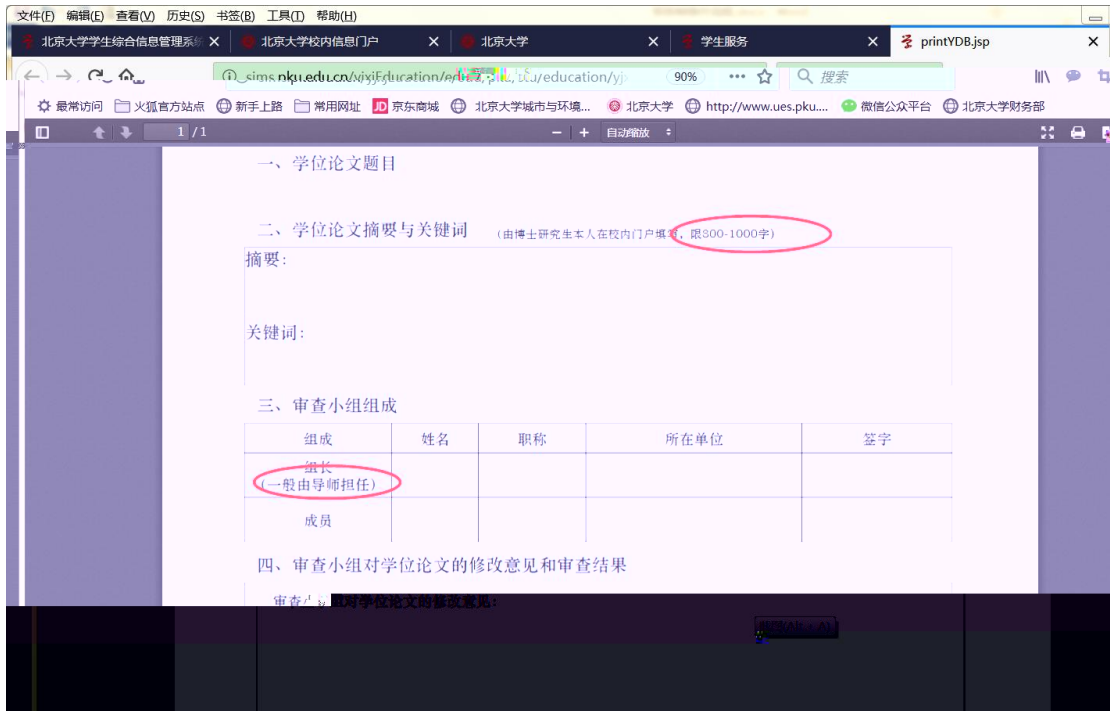 文件(F) 编辑(E) 查看(V) 历史(S) 书签(B) 工具(T) 帮助(H)
北京大学学生综合信息管理系统 北京大学校内信息门户 北京大学 学生服务 printYDB.jsp
sims.pku.edu.cn 90% 搜索
最常访问 火狐官方站点 新手上路 常用网址 JD 京东商城 北京大学城市与环境... 北京大学 http://www.ues.pku.... 微信公众平台 北京大学财务部
1 / 1 自动缩放
一、学位论文题目
二、学位论文摘要与关键词 (由博士研究生本人在校内门户填写,限800-1000字)
摘要:
关键词:
三、审查小组组成
组成 姓名 职称 所在单位 签字
组长
(一般由导师担任)
成员
四、审查小组对学位论文的修改意见和审查结果
审查小组对学位论文的修改意见: